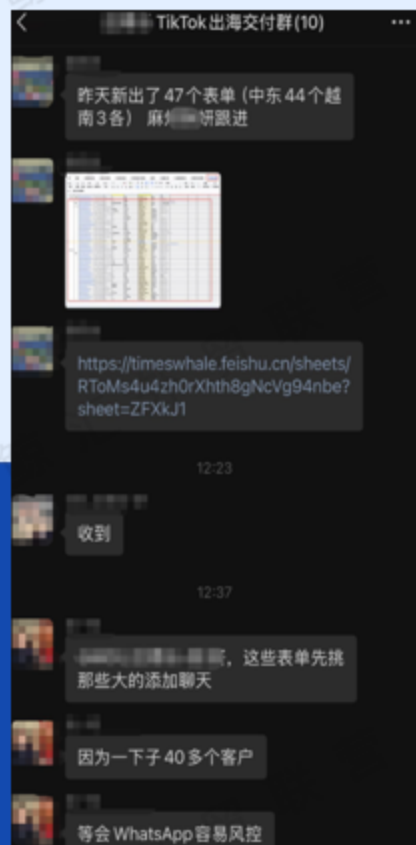 TikTok出海交付群(10)
昨天新出了47个表单（中东44个越
南3各） 麻 研跟进
https://timeswhale.feishu.cn/sheets/
RToMs4u4zh0rXhth8gNcVg94nbe?
sheet=ZFXkJ1
12:23
收到
12:37
，这些表单先挑
那些大的添加聊天
因为一下子40多个客户
等会WhatsApp容易风控